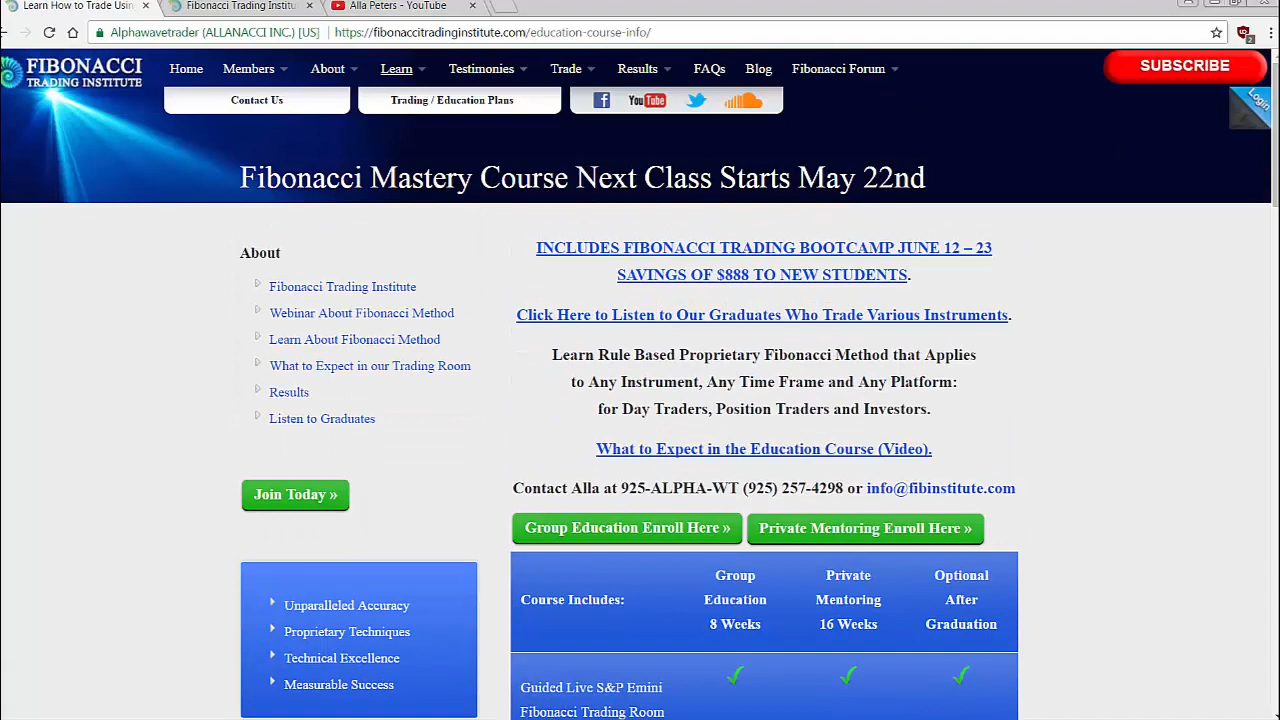 Learn How to Trade Usin
Fibonacci Trading Institu
Alla Peters - YouTube
Alphawavetrader (ALLANACCI INC.) [US]
https://fibonaccitradinginstitute.com/education-course-info/
2
FIBONACCI
TRADING INSTITUTE
Home
Members
About
Learn
Testimonies
Trade
Results
FAQs
Blog
Fibonacci Forum
SUBSCRIBE
Login
Contact Us
Trading / Education Plans
f
YouTube
Fibonacci Mastery Course Next Class Starts May 22nd
About
Fibonacci Trading Institute
Webinar About Fibonacci Method
Learn About Fibonacci Method
What to Expect in our Trading Room
Results
Listen to Graduates
Join Today »
Unparalleled Accuracy
Proprietary Techniques
Technical Excellence
Measurable Success
INCLUDES FIBONACCI TRADING BOOTCAMP JUNE 12 – 23
SAVINGS OF $888 TO NEW STUDENTS.
Click Here to Listen to Our Graduates Who Trade Various Instruments.
Learn Rule Based Proprietary Fibonacci Method that Applies
to Any Instrument, Any Time Frame and Any Platform:
for Day Traders, Position Traders and Investors.
What to Expect in the Education Course (Video).
Contact Alla at 925-ALPHA-WT (925) 257-4298 or info@fibinstitute.com
Group Education Enroll Here »
Private Mentoring Enroll Here »
Course Includes:
Group
Education
8 Weeks
Private
Mentoring
16 Weeks
Optional
After
Graduation
Guided Live S&P Emini
Fibonacci Trading Room